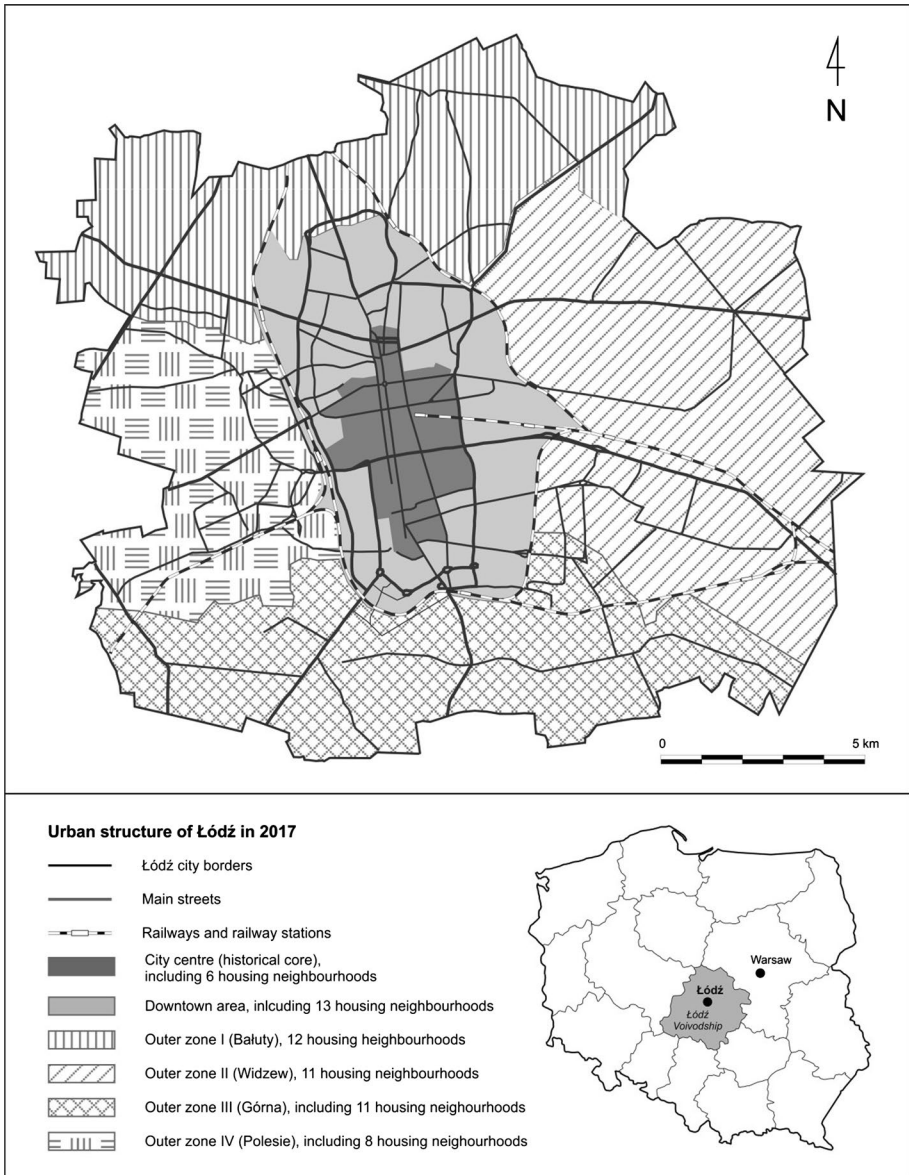 N
0 5 km
Urban structure of Łódź in 2017
Łódź city borders
Main streets
Railways and railway stations
City centre (historical core),
including 6 housing neighbourhoods
Downtown area, inlcuding 13 housing neighbourhoods
Outer zone I (Bałuty), 12 housing heighbourhoods
Outer zone II (Widzew), 11 housing neighbourhoods
Outer zone III (Górna), including 11 housing neighourhoods
Outer zone IV (Polesie), including 8 housing neighourhoods
Warsaw
Łódź
Łódź
Voivodship